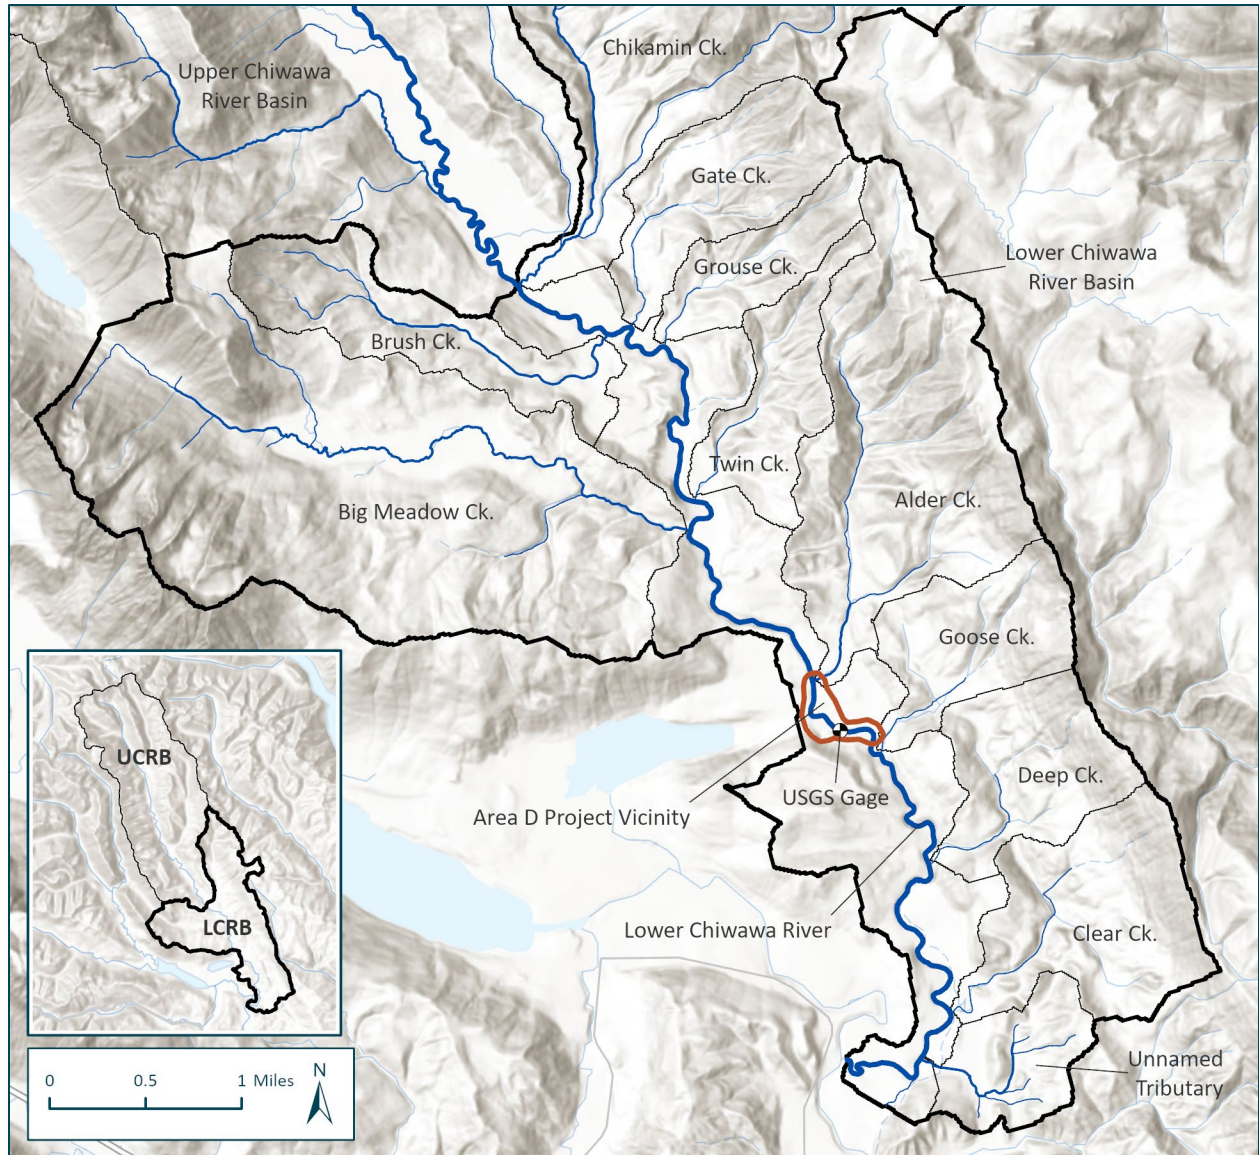 Chikamin Ck.
Upper Chiwawa
River Basin
Gate Ck.
Grouse Ck.
Lower Chiwawa
River Basin
Brush Ck.
Twin Ck.
Alder Ck.
Big Meadow Ck.
Goose Ck.
Deep Ck.
USGS Gage
Area D Project Vicinity
Lower Chiwawa River
Clear Ck.
Unnamed
Tributary
UCRB
LCRB
0 0.5 1 Miles
N